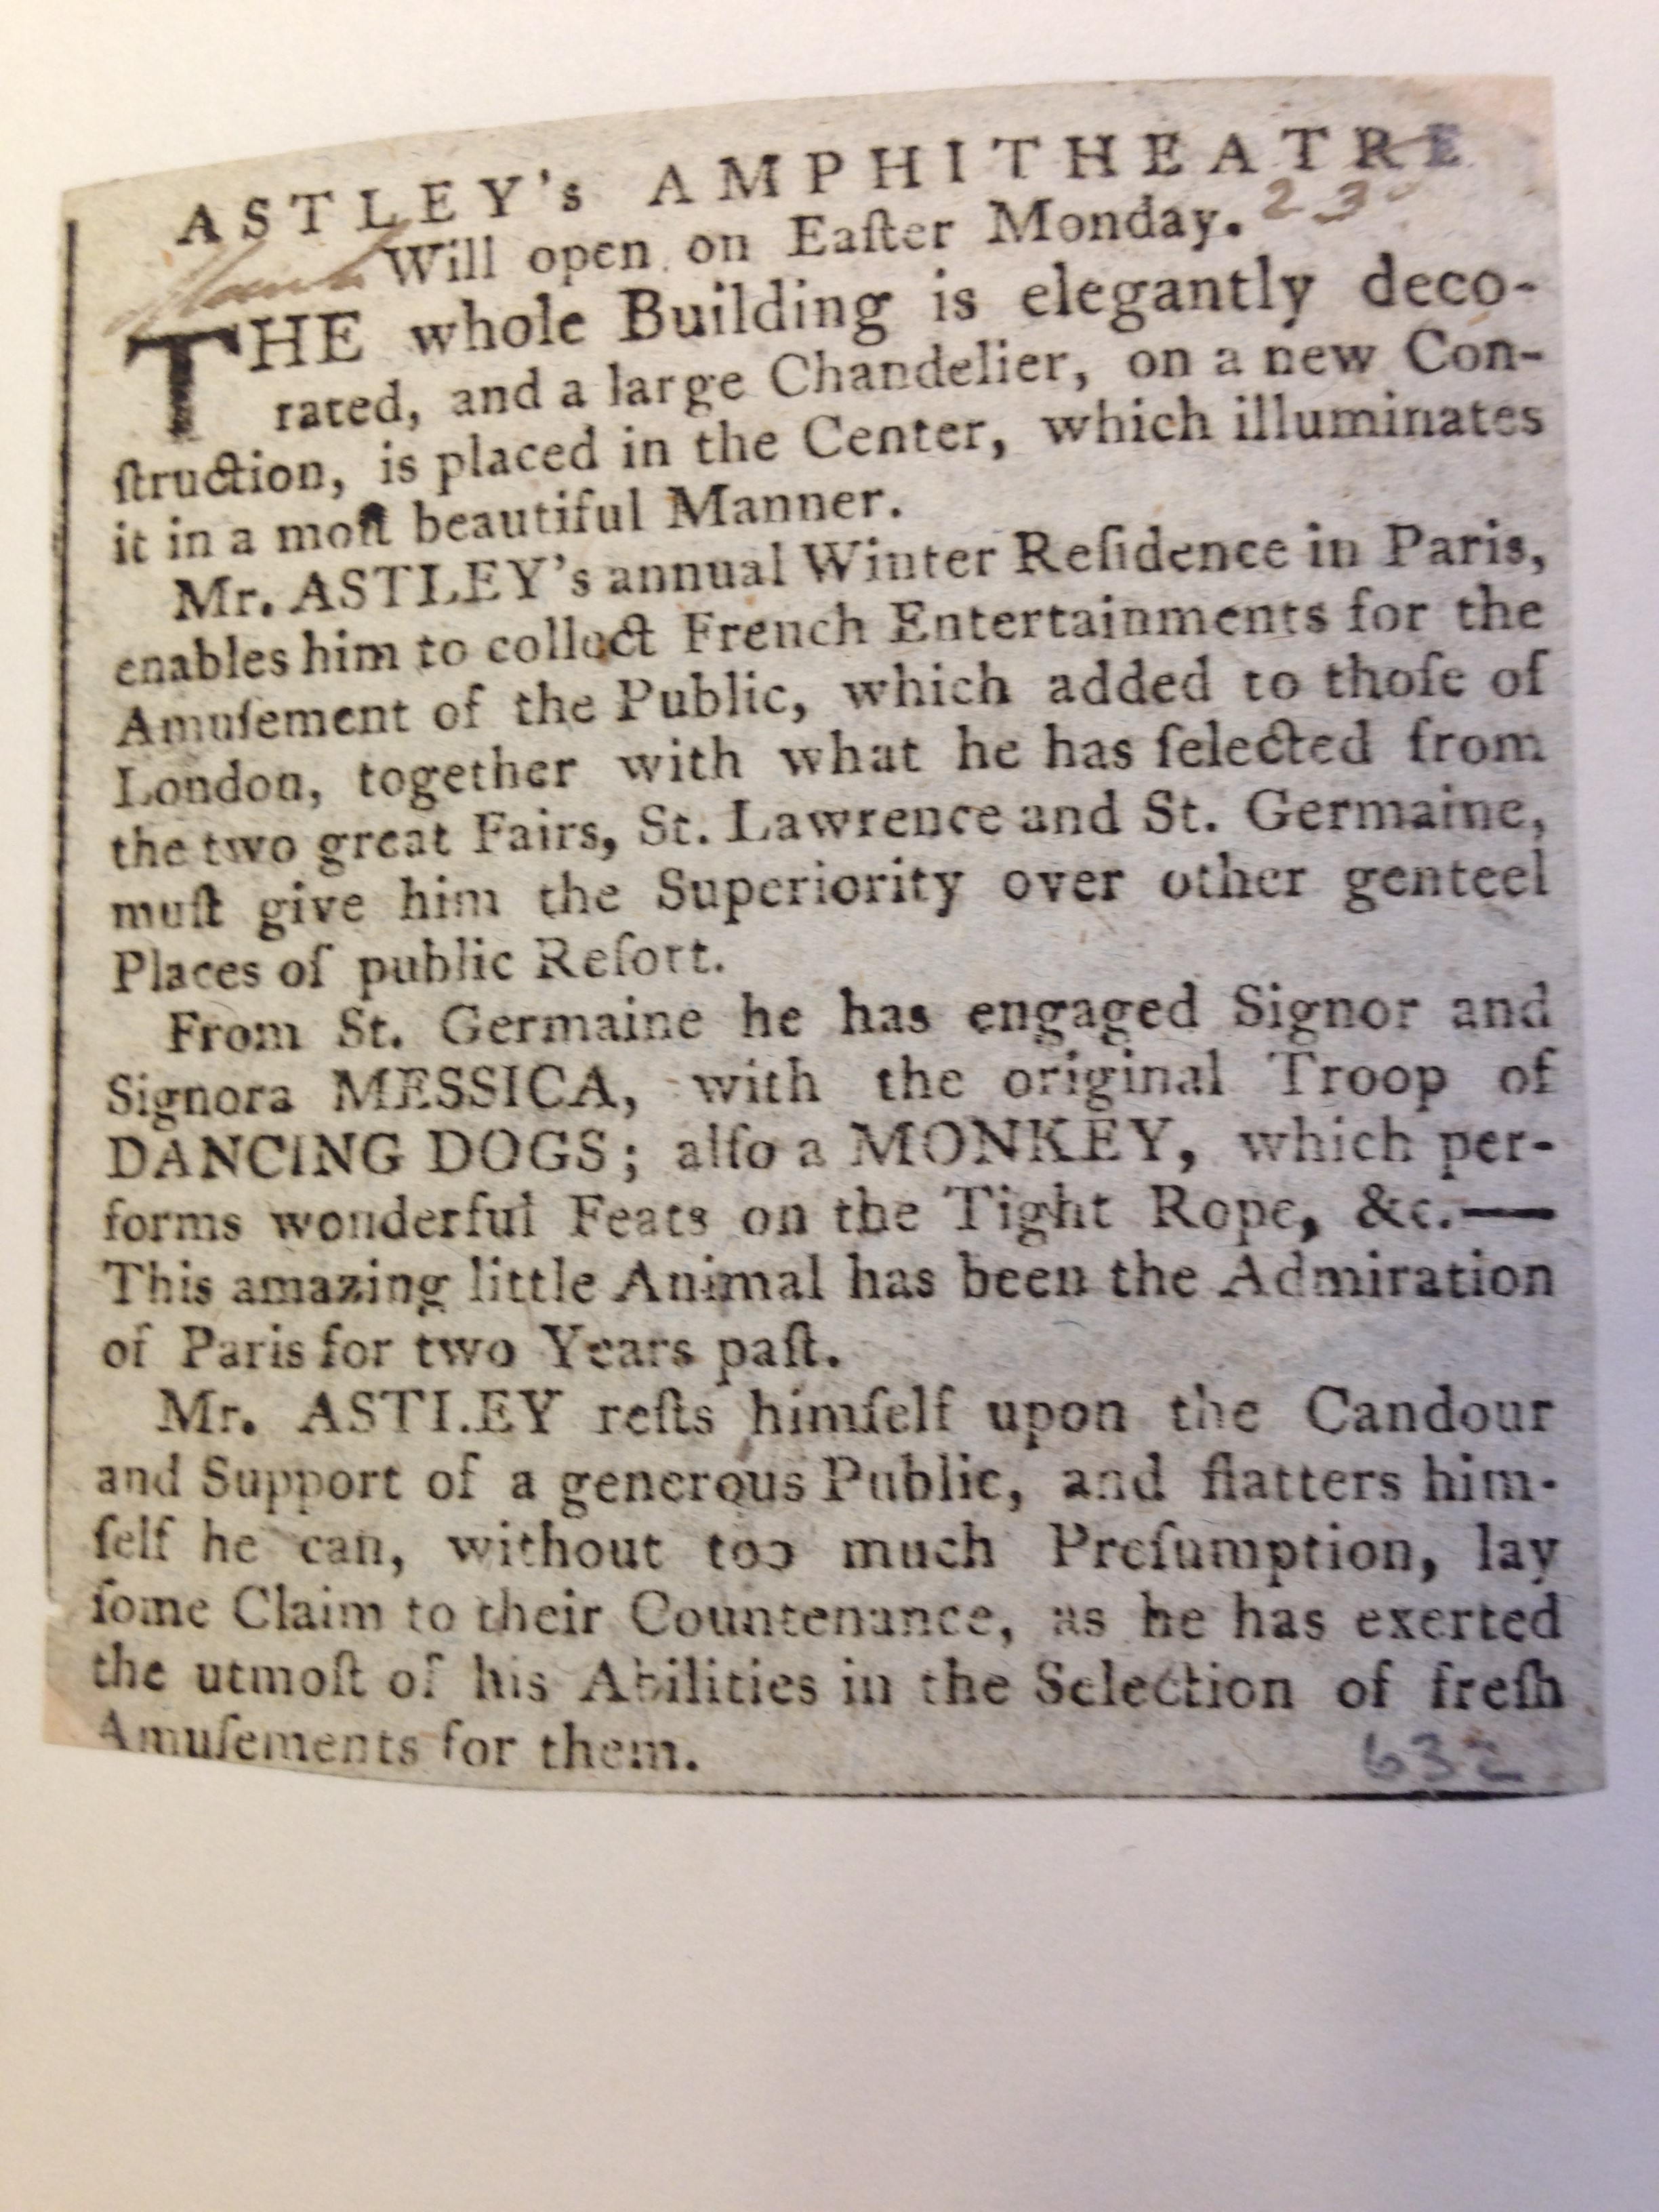 ASTLEY's AMPHITHEATRE
Will open on Eaſter Monday. 23
March
THE whole Building is elegantly deco-
rated, and a large Chandelier, on a new Con-
ſtruction, is placed in the Center, which illuminates
it in a moſt beautiful Manner.
Mr. ASTLEY's annual Winter Reſidence in Paris,
enables him to collect French Entertainments for the
Amuſement of the Public, which added to thoſe of
London, together with what he has ſelected from
the two great Fairs, St. Lawrence and St. Germaine,
muſt give him the Superiority over other genteel
Places of public Reſort.
From St. Germaine he has engaged Signor and
Signora MESSICA, with the original Troop of
DANCING DOGS; alſo a MONKEY, which per-
forms wonderful Feats on the Tight Rope, &c.—
This amazing little Animal has been the Admiration
of Paris for two Years paſt.
Mr. ASTLEY reſts himſelf upon the Candour
and Support of a generous Public, and flatters him-
ſelf he can, without too much Preſumption, lay
ſome Claim to their Countenance, as he has exerted
the utmoſt of his Abilities in the Selection of freſh
Amuſements for them.
632